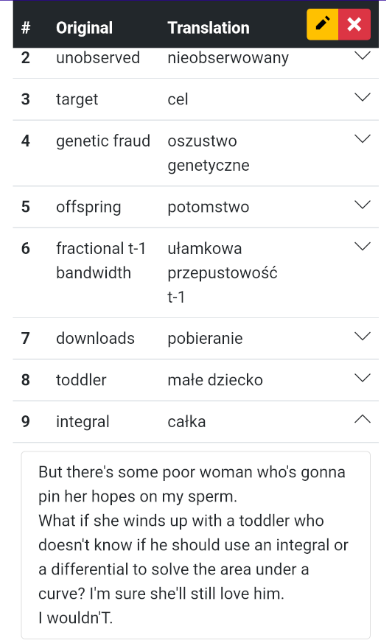 # Original Translation
2 unobserved nieobserwowany
3 target cel
4 genetic fraud oszustwo
genetyczne
5 offspring potomstwo
6 fractional t-1 ułamkowa
bandwidth przepustowość
t-1
7 downloads pobieranie
8 toddler małe dziecko
9 integral całka
But there's some poor woman who's gonna
pin her hopes on my sperm.
What if she winds up with a toddler who
doesn't know if he should use an integral or
a differential to solve the area under a
curve? I'm sure she'll still love him.
I wouldn'T.